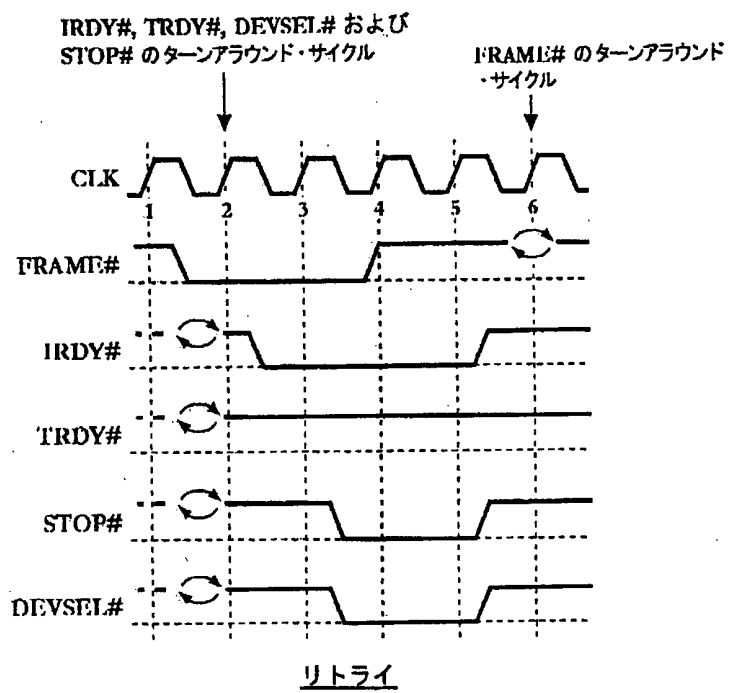 IRDY#, TRDY#, DEVSEL# および
STOP# のターンアラウンド・サイクル
FRAME# のターンアラウンド
・サイクル
CLK
1 2 3 4 5 6
FRAME#
IRDY#
TRDY#
STOP#
DEVSEL#
リトライ